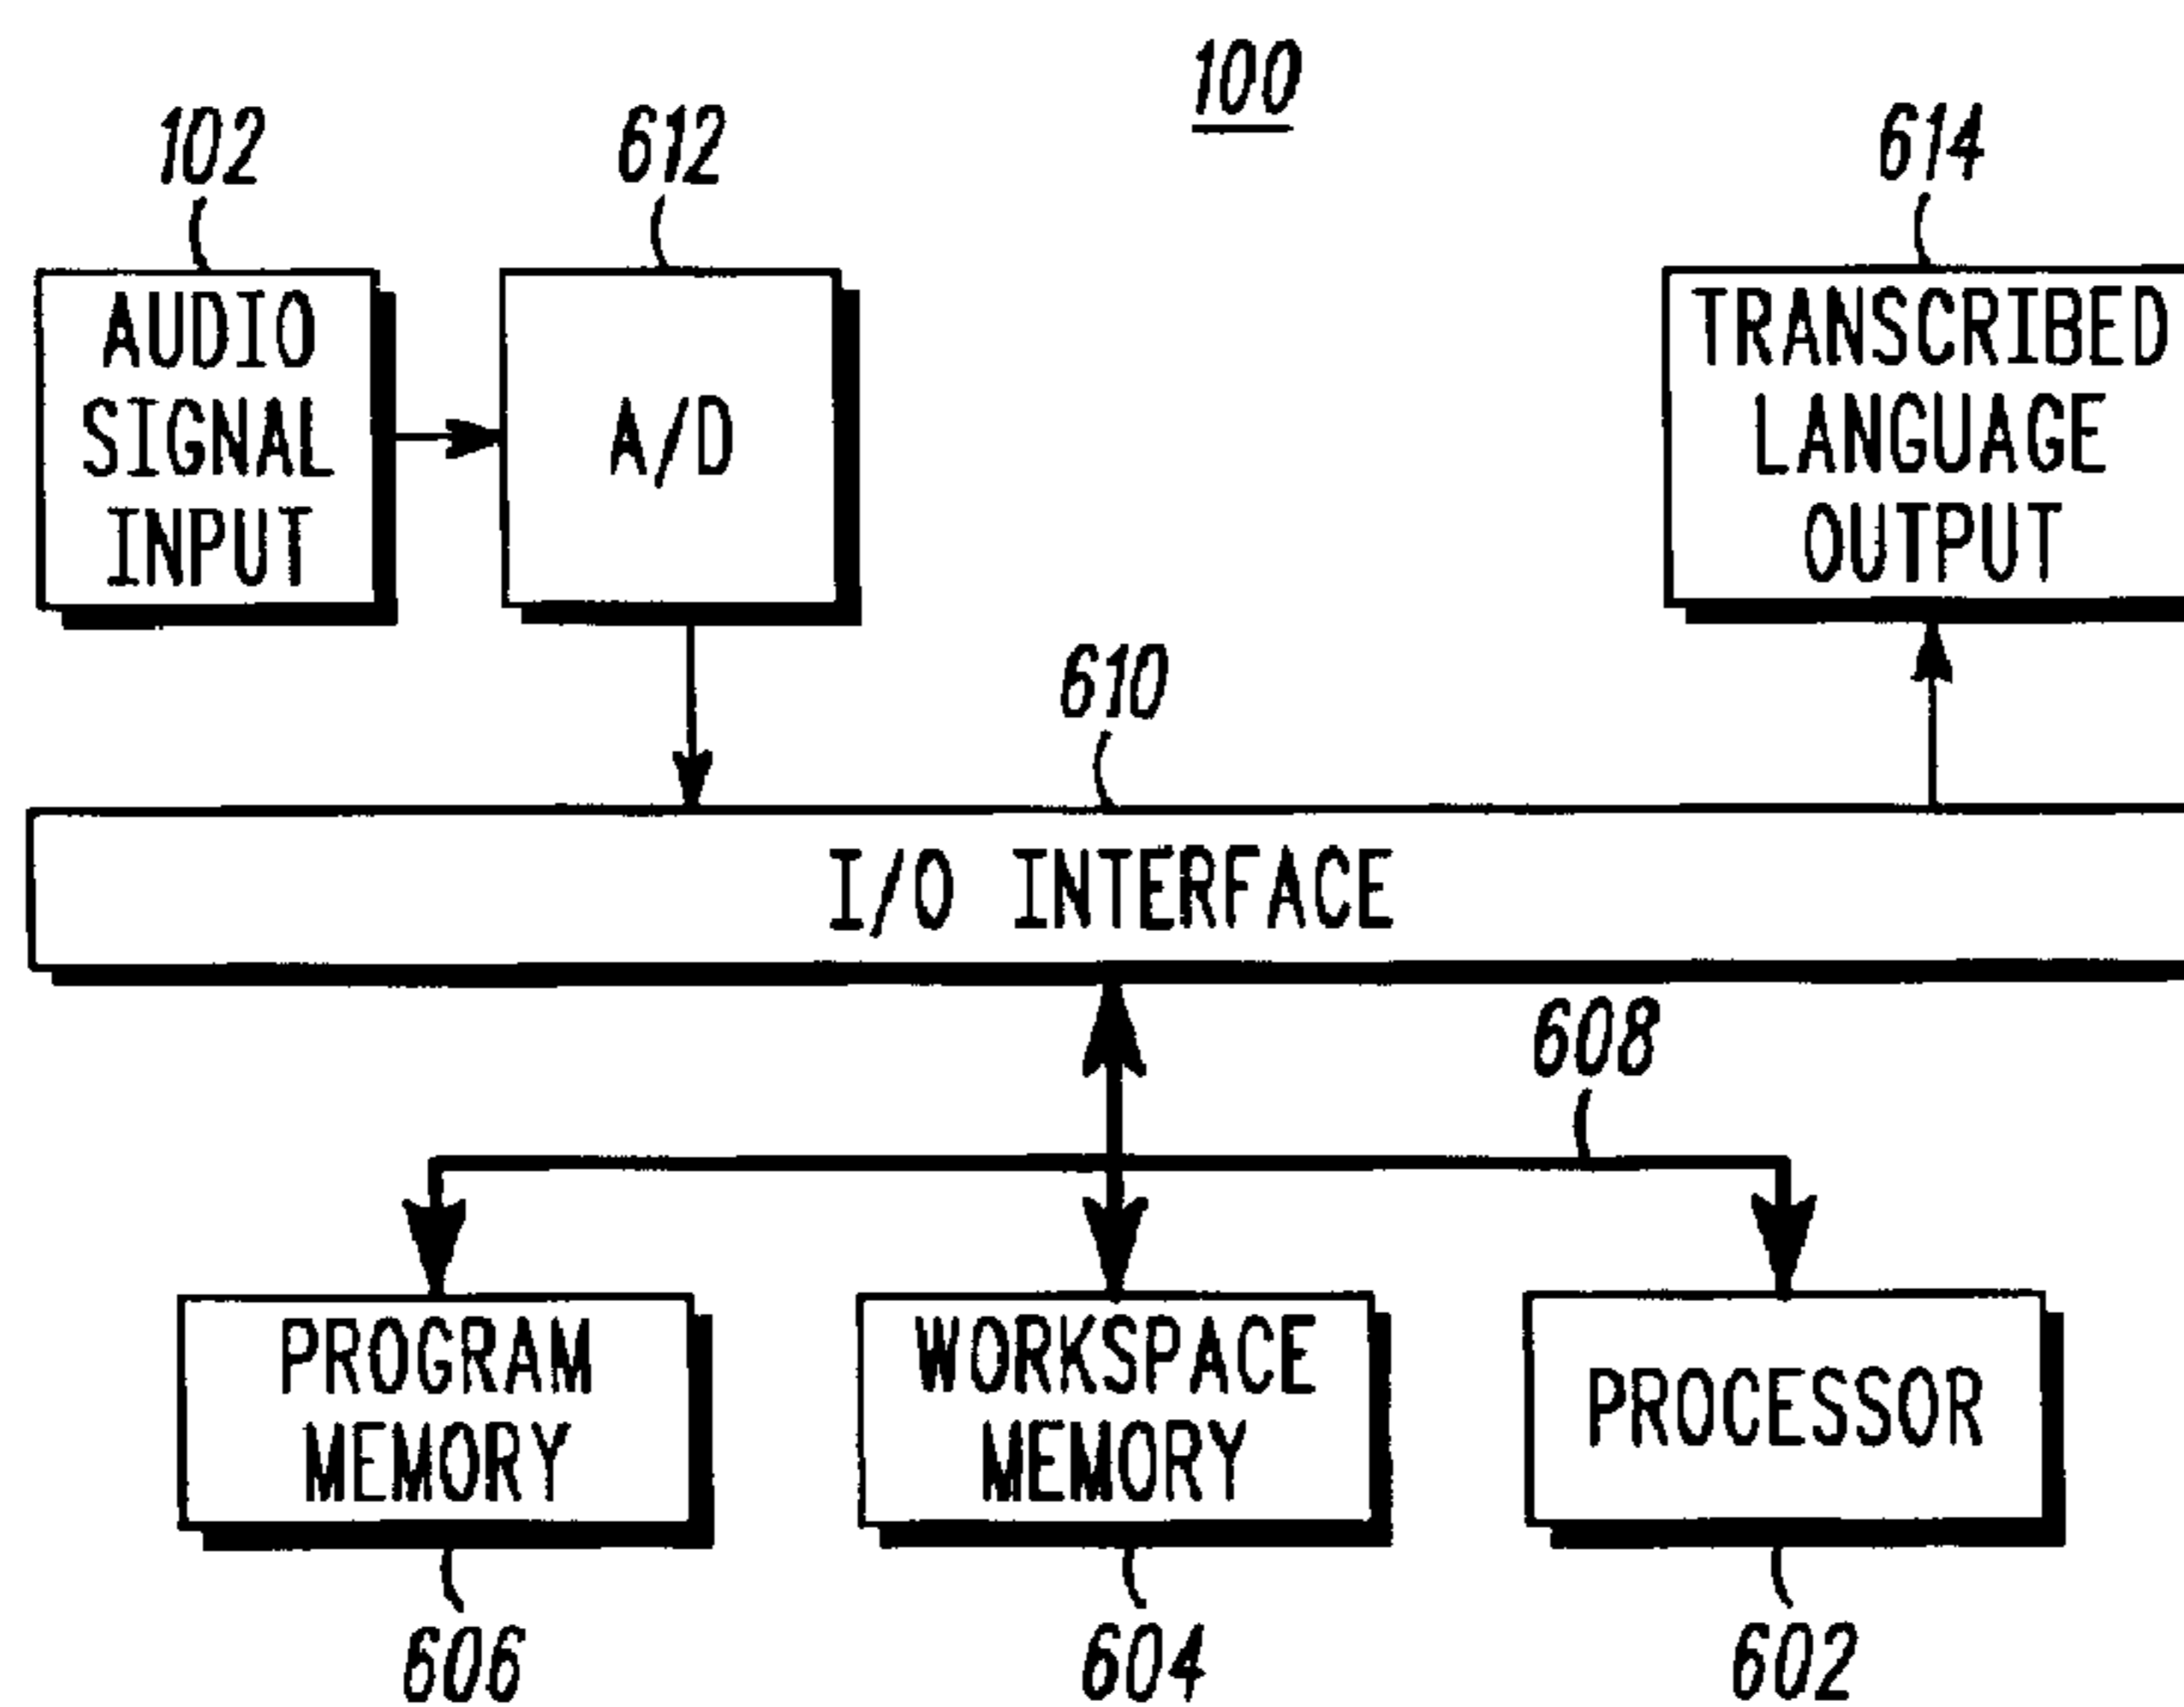 100
102
612
614
AUDIO
SIGNAL
INPUT
A/D
TRANSCRIBED
LANGUAGE
OUTPUT
610
I/O INTERFACE
608
PROGRAM
MEMORY
WORKSPACE
MEMORY
PROCESSOR
606
604
602